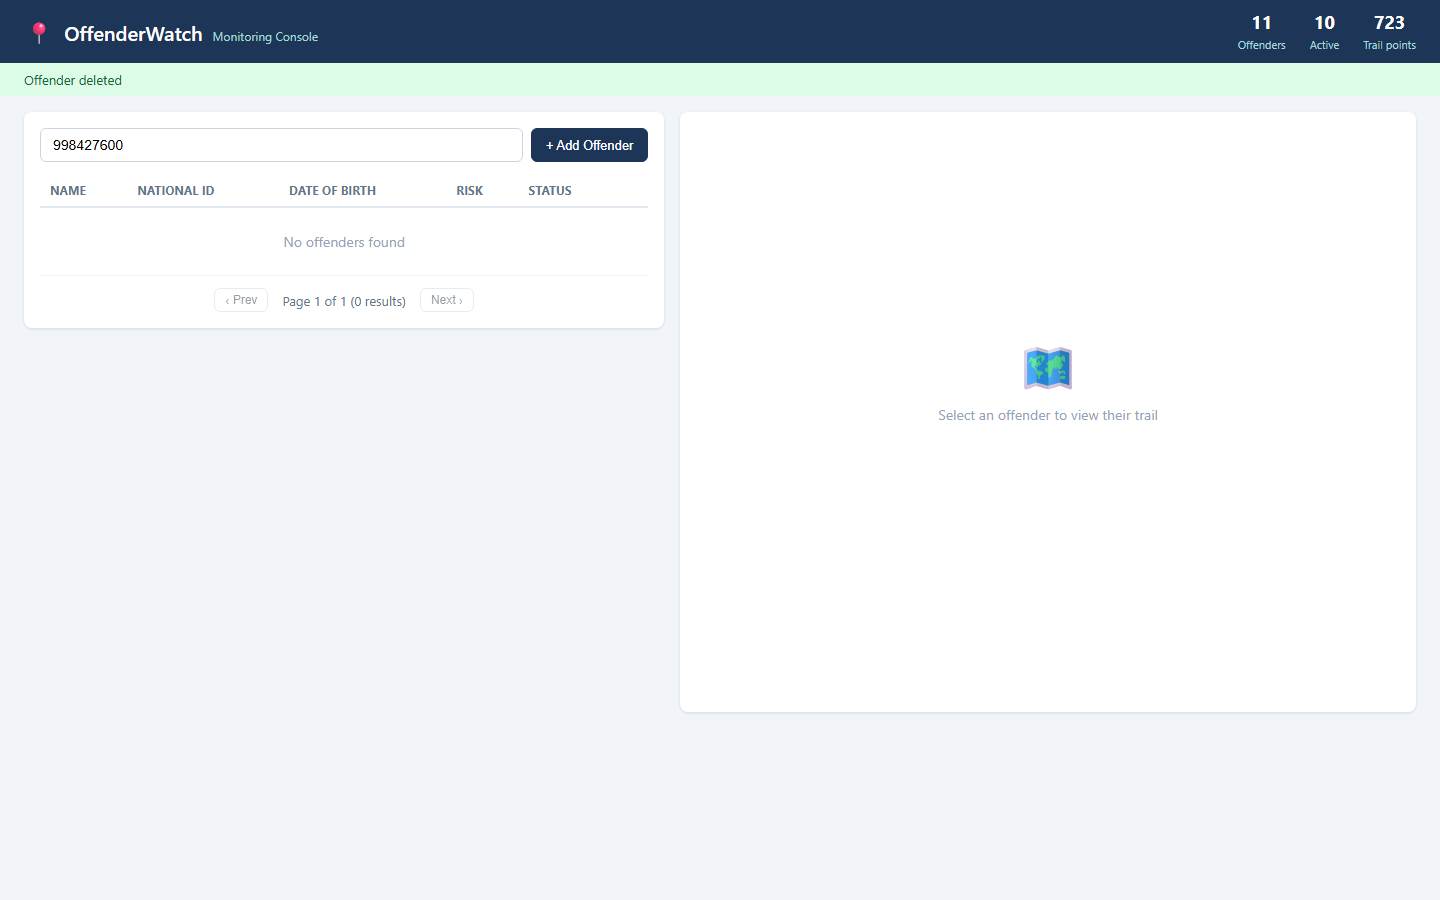 OffenderWatch Monitoring Console
11 10 723
Offenders Active Trail points
Offender deleted
998427600
+ Add Offender
NAME NATIONAL ID DATE OF BIRTH RISK STATUS
No offenders found
‹ Prev Page 1 of 1 (0 results) Next ›
Select an offender to view their trail